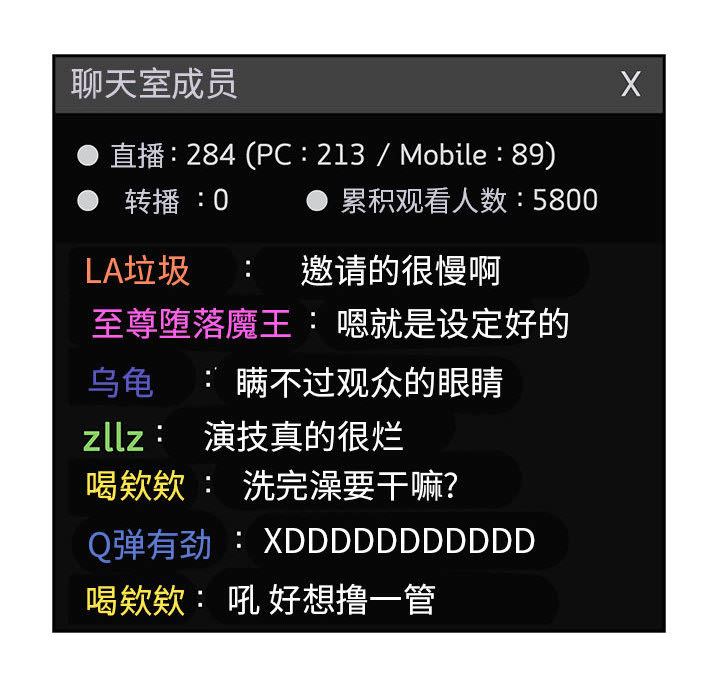 聊天室成员 X
直播：284 (PC：213 / Mobile：89)
转播：0 累积观看人数：5800
LA垃圾：邀请的很慢啊
至尊堕落魔王：嗯就是设定好的
乌龟：瞒不过观众的眼睛
zllz：演技真的很烂
喝欸欸：洗完澡要干嘛?
Q弹有劲：XDDDDDDDDDDD
喝欸欸：吼 好想撸一管